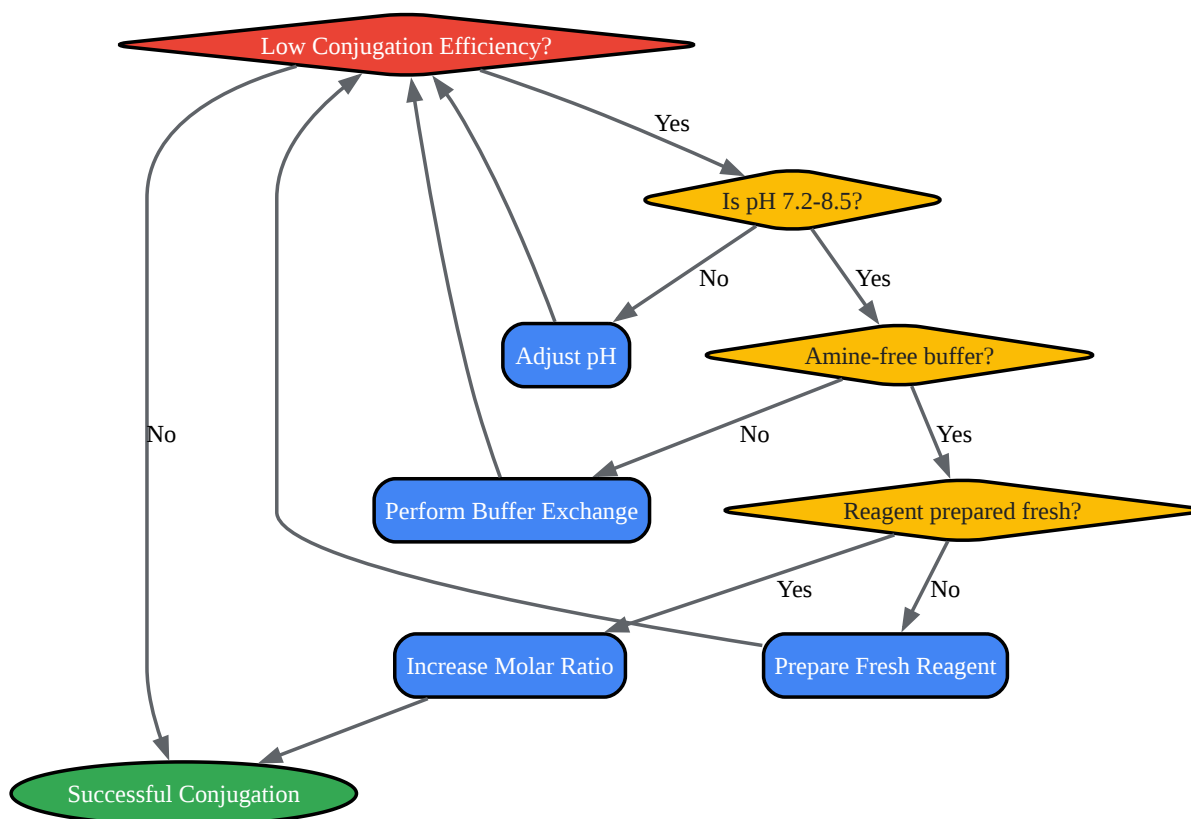 Low Conjugation Efficiency?
Yes
Is pH 7.2-8.5?
No
Yes
Adjust pH
Amine-free buffer?
No
No
Yes
Perform Buffer Exchange
Reagent prepared fresh?
Yes
No
Increase Molar Ratio
Prepare Fresh Reagent
Successful Conjugation